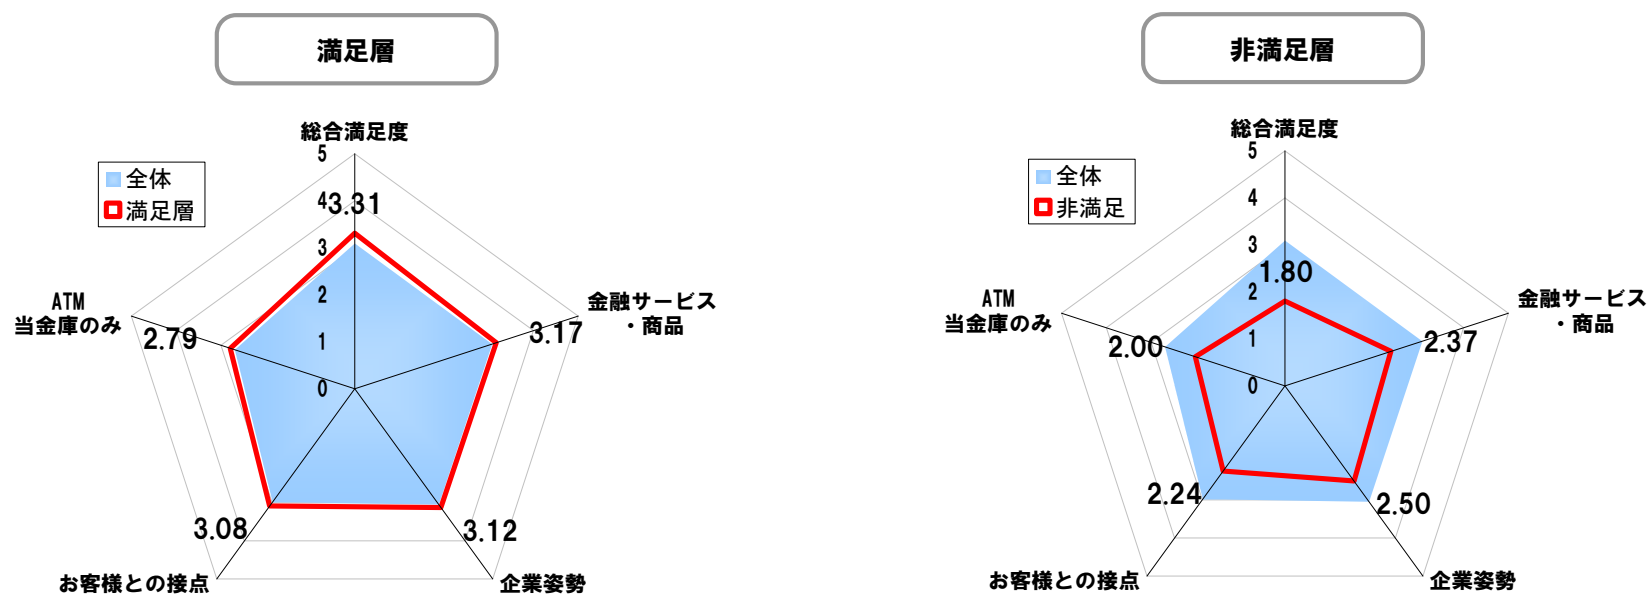 満足層
総合満足度
全体
満足層
5
4
3
2
1
0
3.31
ATM
当金庫のみ
2.79
金融サービス
・商品
3.17
3.08
3.12
お客様との接点
企業姿勢
非満足層
総合満足度
全体
非満足
5
4
3
2
1
0
1.80
ATM
当金庫のみ
2.00
金融サービス
・商品
2.37
2.24
2.50
お客様との接点
企業姿勢